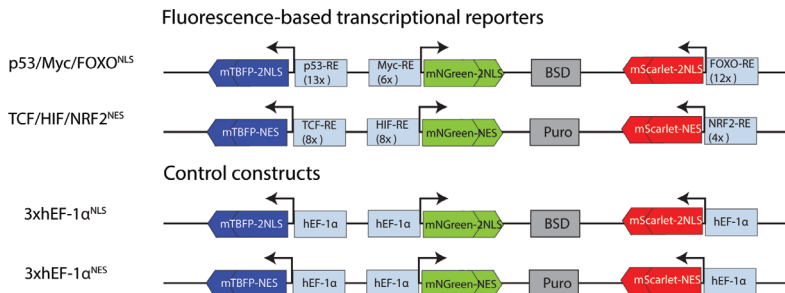 Fluorescence-based transcriptional reporters
p53/Myc/FOXO^NLS
mTBFP-2NLS
p53-RE
(13x)
Myc-RE
(6x)
mNGreen-2NLS
BSD
mScarlet-2NLS
FOXO-RE
(12x)
TCF/HIF/NRF2^NES
mTBFP-NES
TCF-RE
(8x)
HIF-RE
(8x)
mNGreen-NES
Puro
mScarlet-NES
NRF2-RE
(4x)
Control constructs
3xhEF-1α^NLS
mTBFP-2NLS
hEF-1α
hEF-1α
mNGreen-2NLS
BSD
mScarlet-2NLS
hEF-1α
3xhEF-1α^NES
mTBFP-NES
hEF-1α
hEF-1α
mNGreen-NES
Puro
mScarlet-NES
hEF-1α